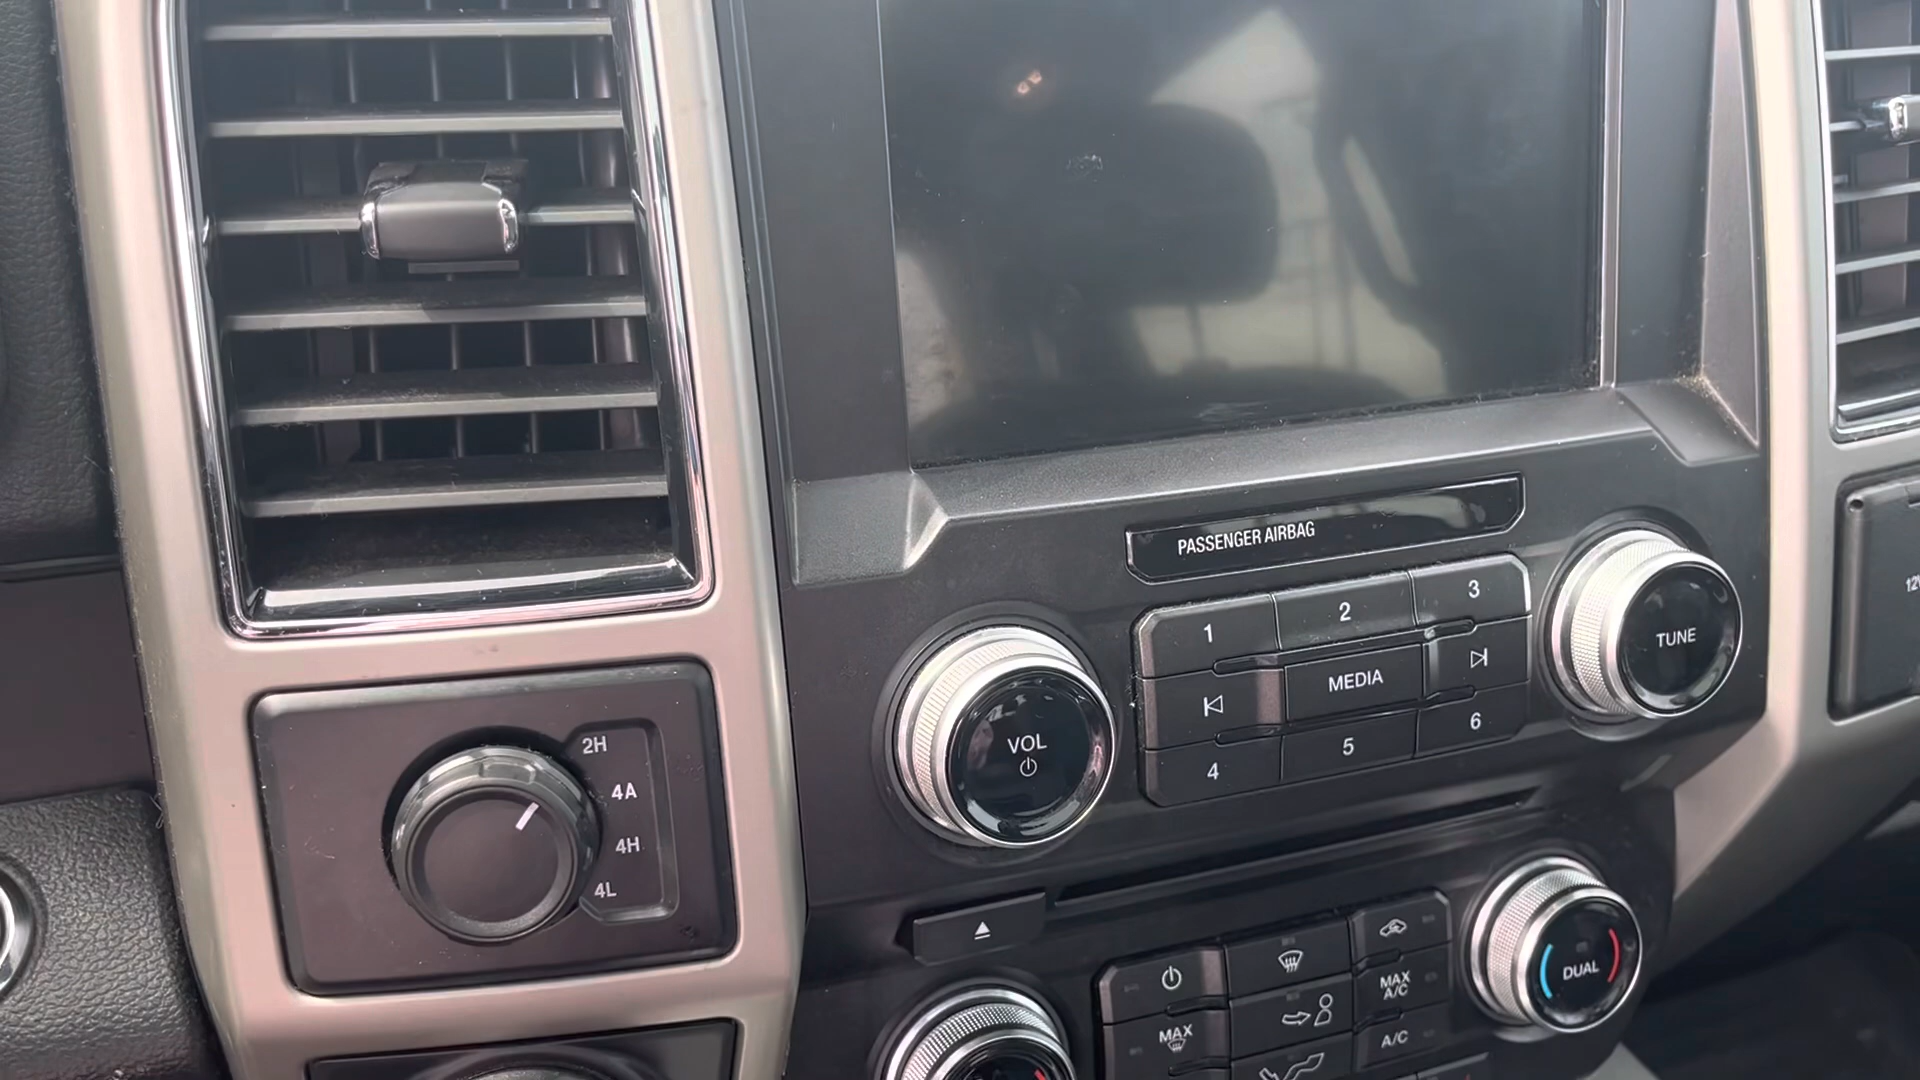 PASSENGER AIRBAG
1
2
3
MEDIA
4
5
6
VOL
TUNE
2H
4A
4H
4L
DUAL
MAX
A/C
MAX
A/C